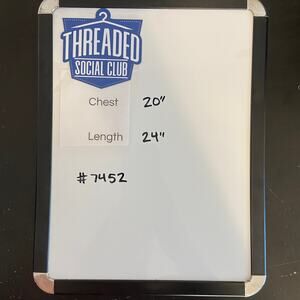 THREADED
SOCIAL CLUB
Chest 20"
Length 24"
#7452